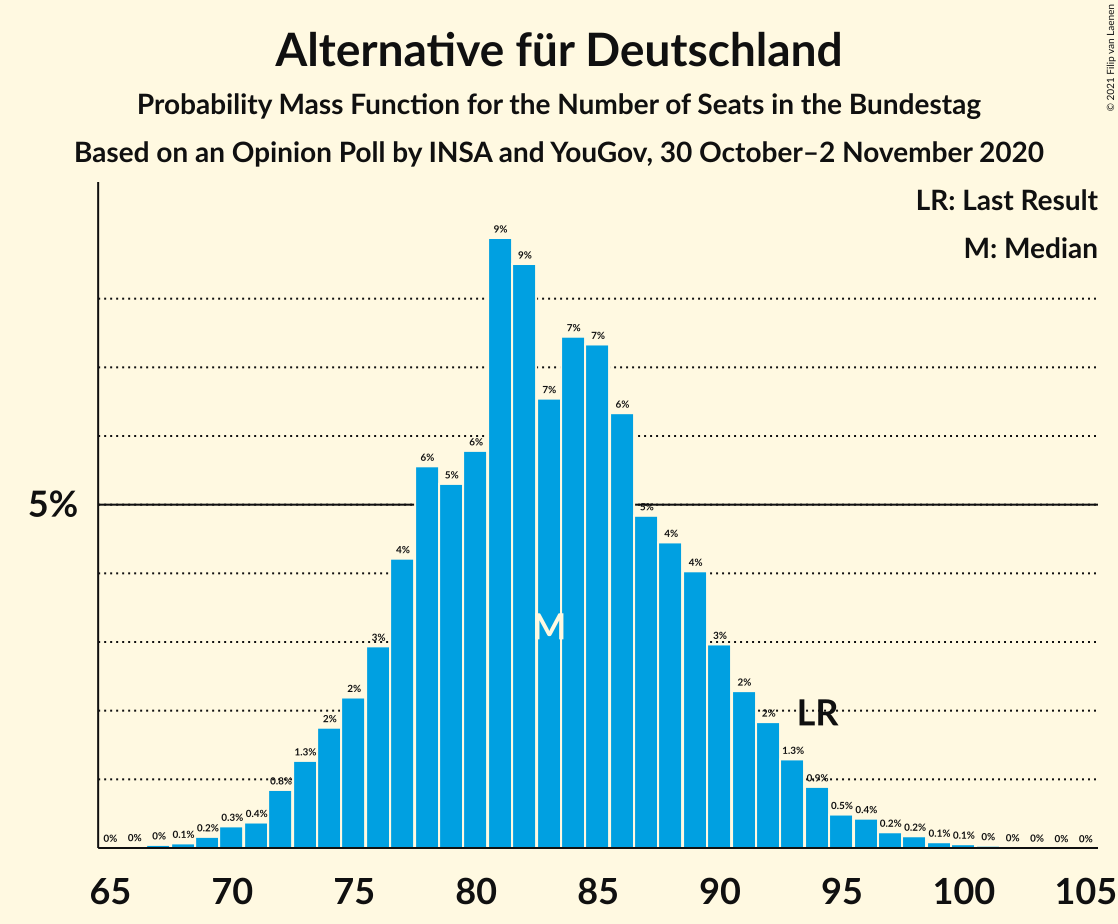 Alternative für Deutschland
Probability Mass Function for the Number of Seats in the Bundestag
Based on an Opinion Poll by INSA and YouGov, 30 October–2 November 2020
© 2021 Filip van Laenen
LR: Last Result
M: Median
5%
0% 0% 0% 0.1% 0.2% 0.3% 0.4% 0.8% 1.3% 2% 2% 3% 4% 6% 5% 6% 9% 9% 7% 7% 7% 6% 5% 4% 4% 3% 2% 2% 1.3% 0.9% 0.5% 0.4% 0.2% 0.2% 0.1% 0.1% 0% 0% 0% 0% 0%
M
LR
65 70 75 80 85 90 95 100 105